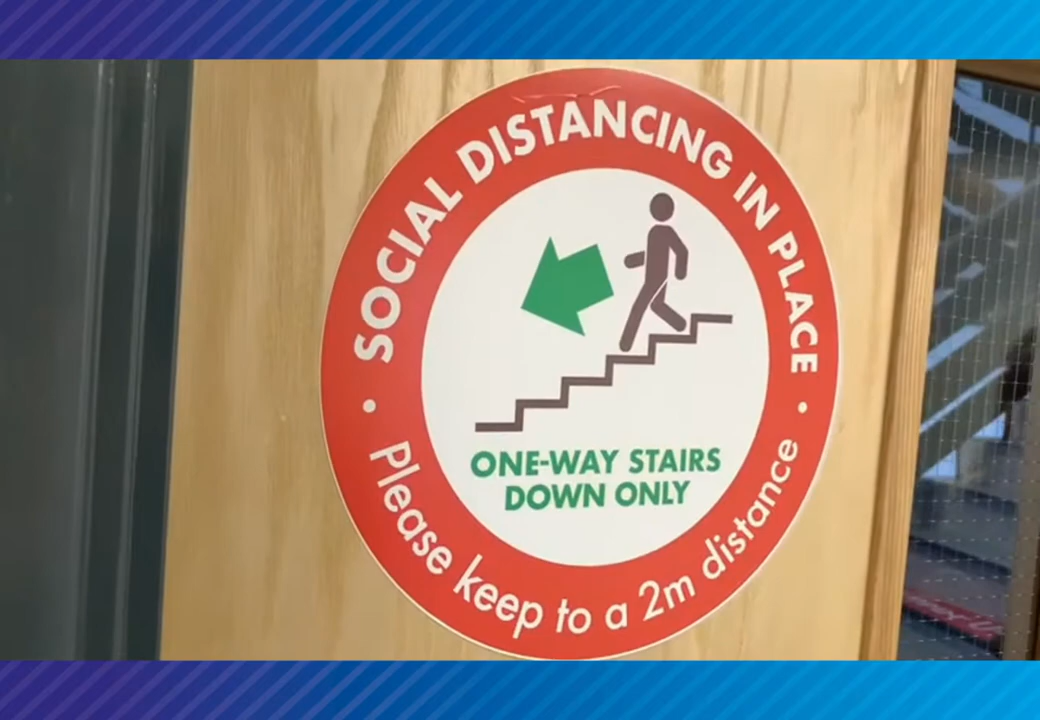 SOCIAL DISTANCING IN PLACE
ONE-WAY STAIRS
DOWN ONLY
Please keep to a 2m distance